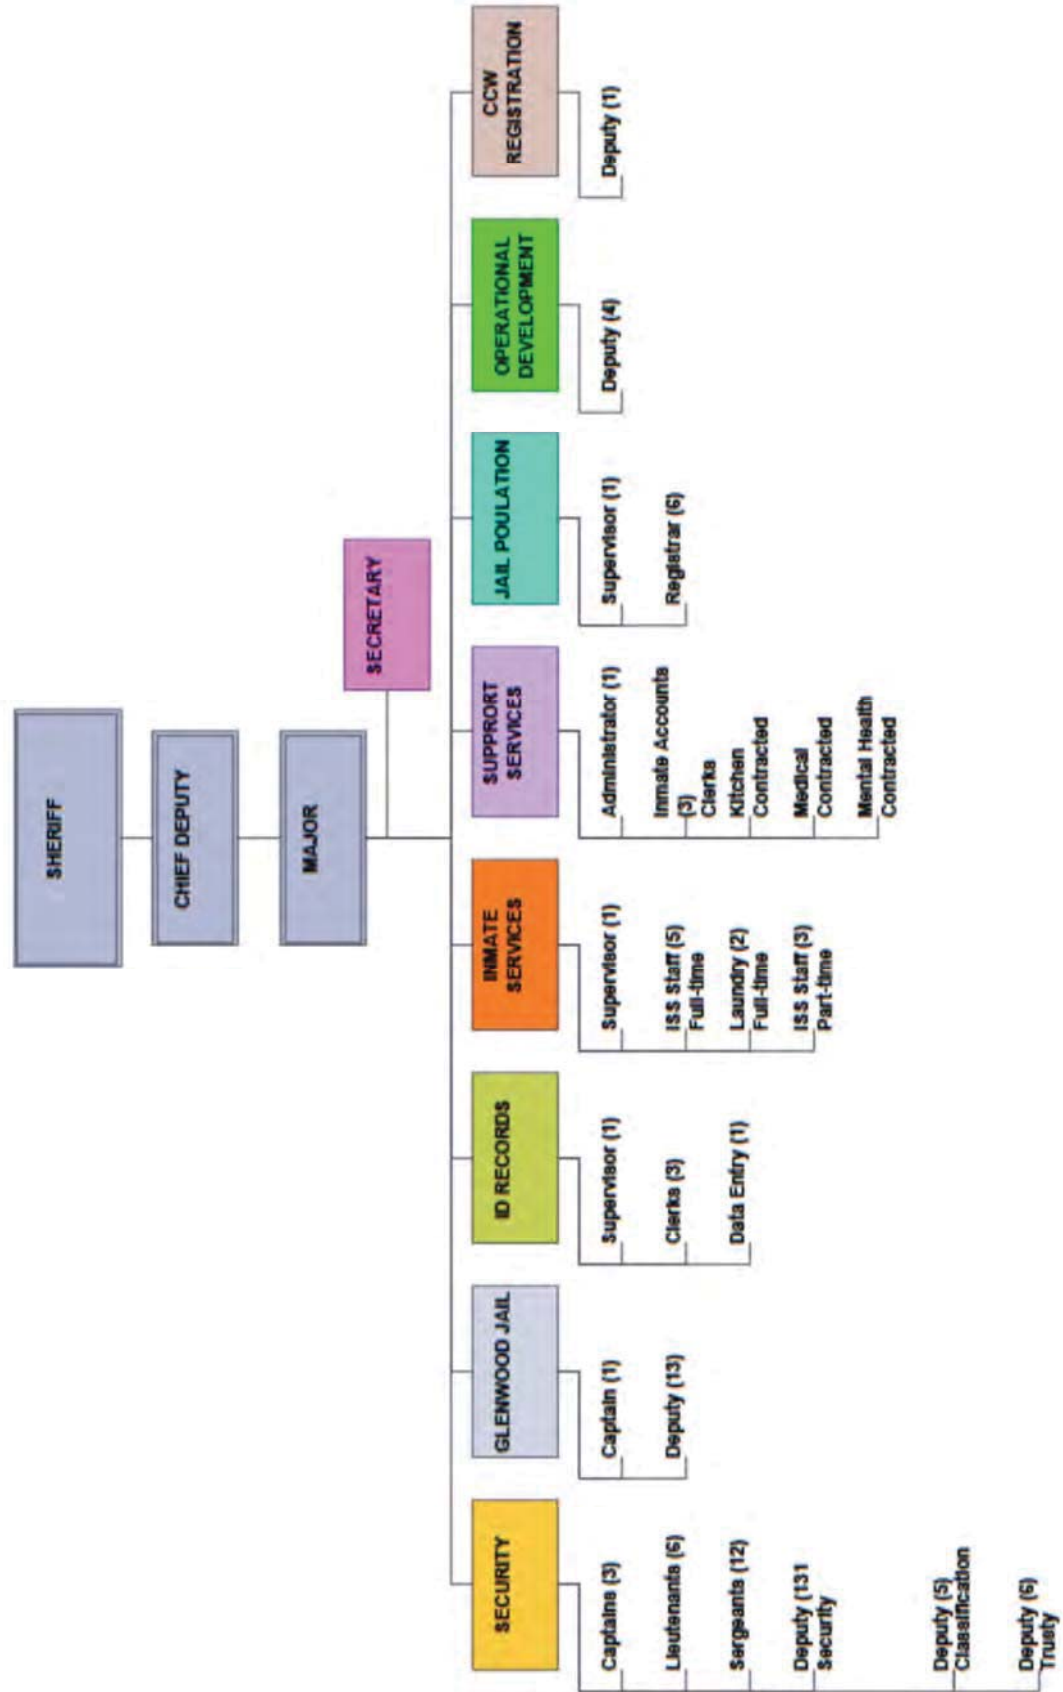 SHERIFF
CHIEF DEPUTY
MAJOR
SECRETARY
SECURITY
Captains (3)
Lieutenants (6)
Sergeants (12)
Deputy (131
Security
Deputy (5)
Classification
Deputy (6)
Trusty
GLENWOOD JAIL
Captain (1)
Deputy (13)
ID RECORDS
Supervisor (1)
Clerks (3)
Data Entry (1)
INMATE
SERVICES
Supervisor (1)
ISS Staff (5)
Full-time
Laundry (2)
Full-time
ISS Staff (3)
Part-time
SUPPRORT
SERVICES
Administrator (1)
Inmate Accounts
(3)
Clerks
Kitchen
Contracted
Medical
Contracted
Mental Health
Contracted
JAIL POULATION
Supervisor (1)
Registrar (6)
OPERATIONAL
DEVELOPMENT
Deputy (4)
CCW
REGISTRATION
Deputy (1)